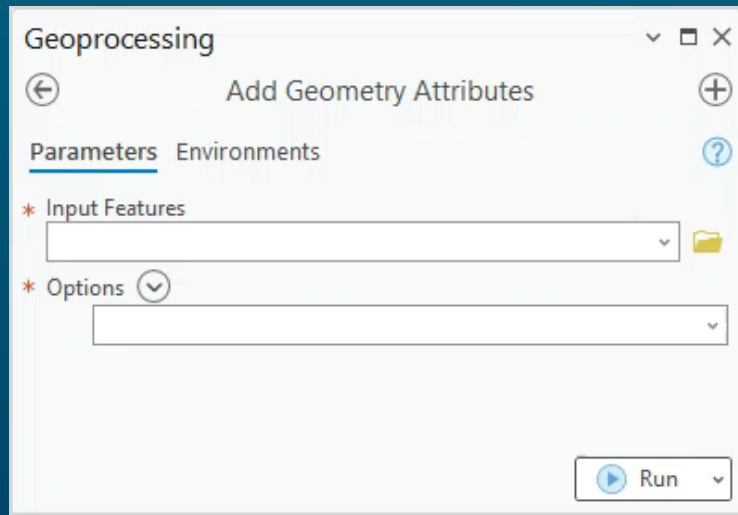 Geoprocessing
Add Geometry Attributes
Parameters Environments
* Input Features
* Options
Run